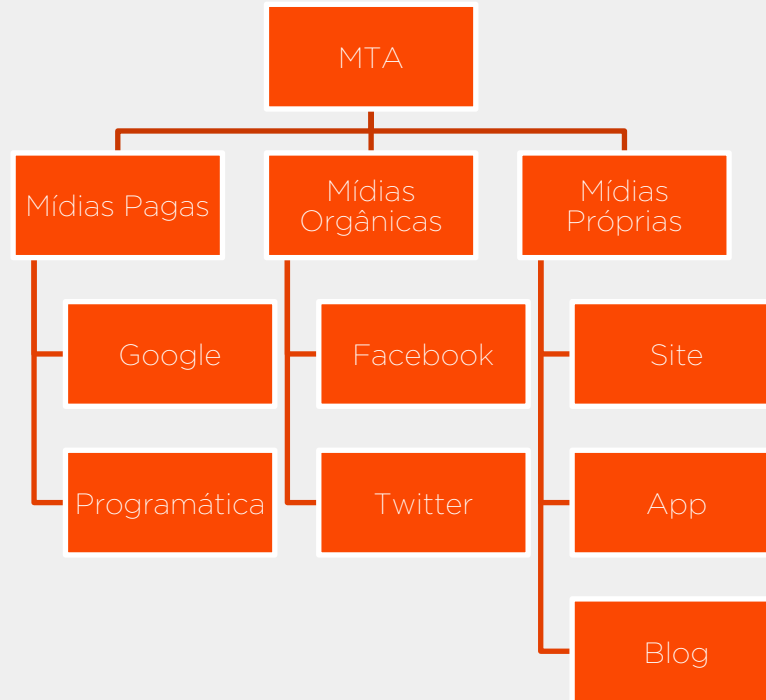 MTA
Mídias Pagas
Mídias
Orgânicas
Mídias
Próprias
Google
Facebook
Site
Programática
Twitter
App
Blog